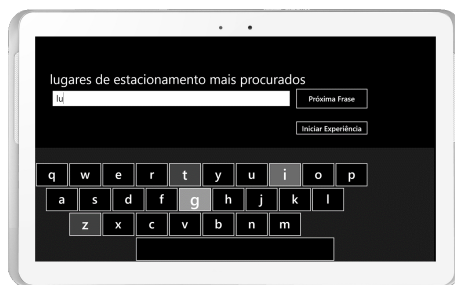 lugares de estacionamento mais procurados
lu
Próxima Frase
Iniciar Experiência
q w e r t y u i o p
a s d f g h j k l
z x c v b n m